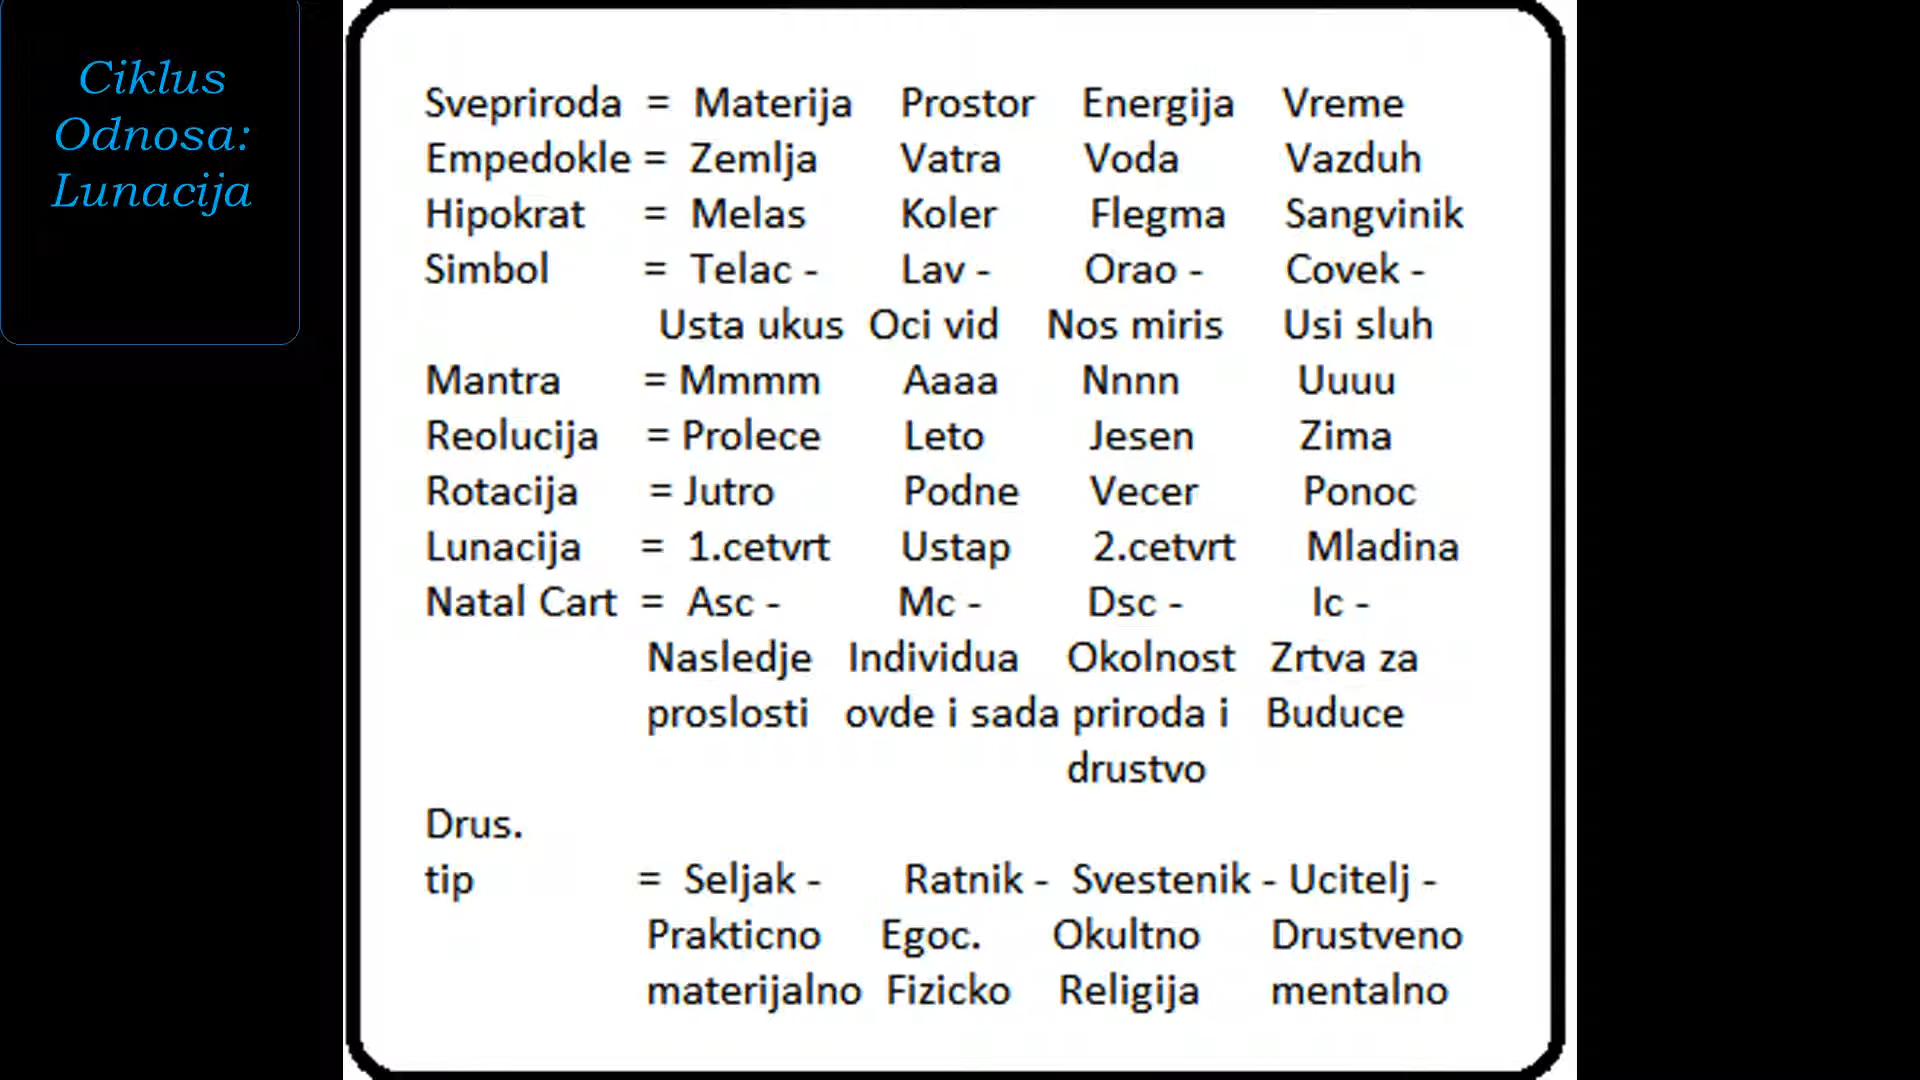 Ciklus
Odnosa:
Lunacija
Svepriroda = Materija Prostor Energija Vreme
Empedokle = Zemlja Vatra Voda Vazduh
Hipokrat = Melas Koler Flegma Sangvinik
Simbol = Telac - Lav - Orao - Covek -
Usta ukus Oci vid Nos miris Usi sluh
Mantra = Mmmm Aaaa Nnnn Uuuu
Reolucija = Prolece Leto Jesen Zima
Rotacija = Jutro Podne Vecer Ponoc
Lunacija = 1.cetvrt Ustap 2.cetvrt Mladina
Natal Cart = Asc - Mc - Dsc - Ic -
Nasledje Individua Okolnost Zrtva za
proslosti ovde i sada priroda i Buduce
drustvo
Drus.
tip = Seljak - Ratnik - Svestenik - Ucitelj -
Prakticno Egoc. Okultno Drustveno
materijalno Fizicko Religija mentalno